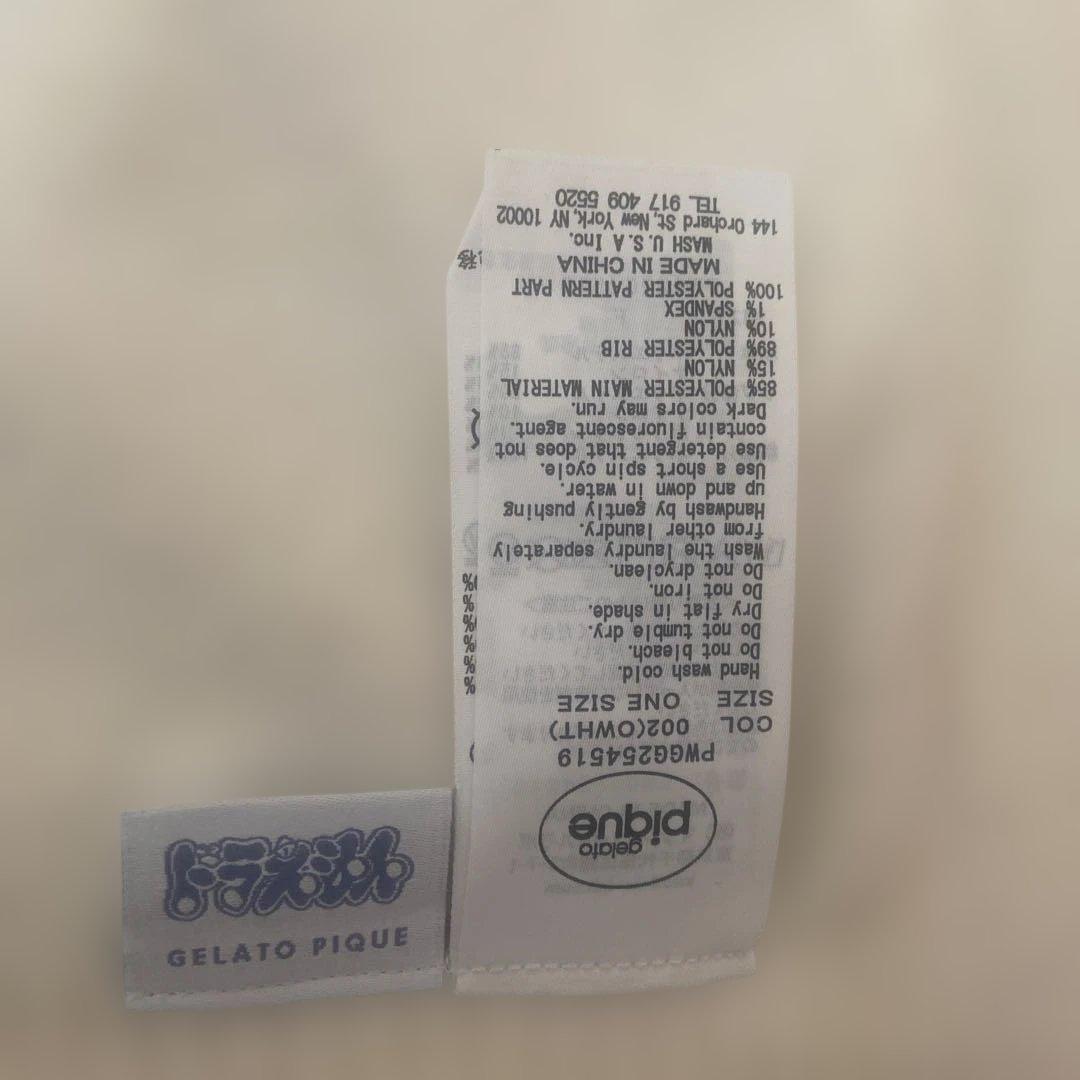 gelato
pique
PWGG254519
COL 002(OWHT)
SIZE ONE SIZE
Hand wash cold.
Do not bleach.
Do not tumble dry.
Dry flat in shade.
Do not iron.
Do not dryclean.
Wash the laundry separately
from other laundry.
Handwash by gently pushing
up and down in water.
Use a short spin cycle.
Use detergent that does not
contain fluorescent agent.
Dark colors may run.
85% POLYESTER MAIN MATERIAL
15% NYLON
89% POLYESTER RIB
10% NYLON
1% SPANDEX
100% POLYESTER PATTERN PART
MADE IN CHINA
MASH U.S.A Inc.
144 Orchard St, New York, NY 10002
TEL 917 409 5520
ドラえもん
GELATO PIQUE